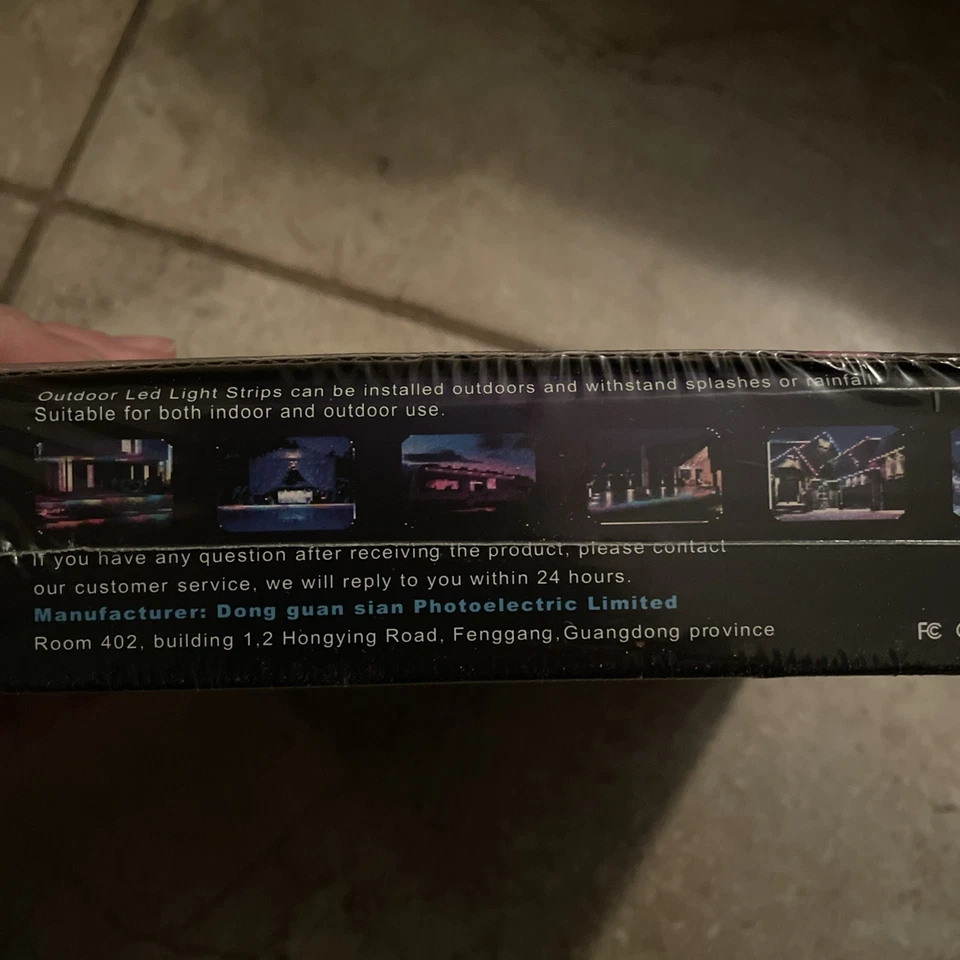 Outdoor Led Light Strips can be installed outdoors and withstand splashes or rainfall
Suitable for both indoor and outdoor use.
If you have any question after receiving the product, please contact
our customer service, we will reply to you within 24 hours.
Manufacturer: Dong guan sian Photoelectric Limited
Room 402, building 1,2 Hongying Road, Fenggang,Guangdong province
FC